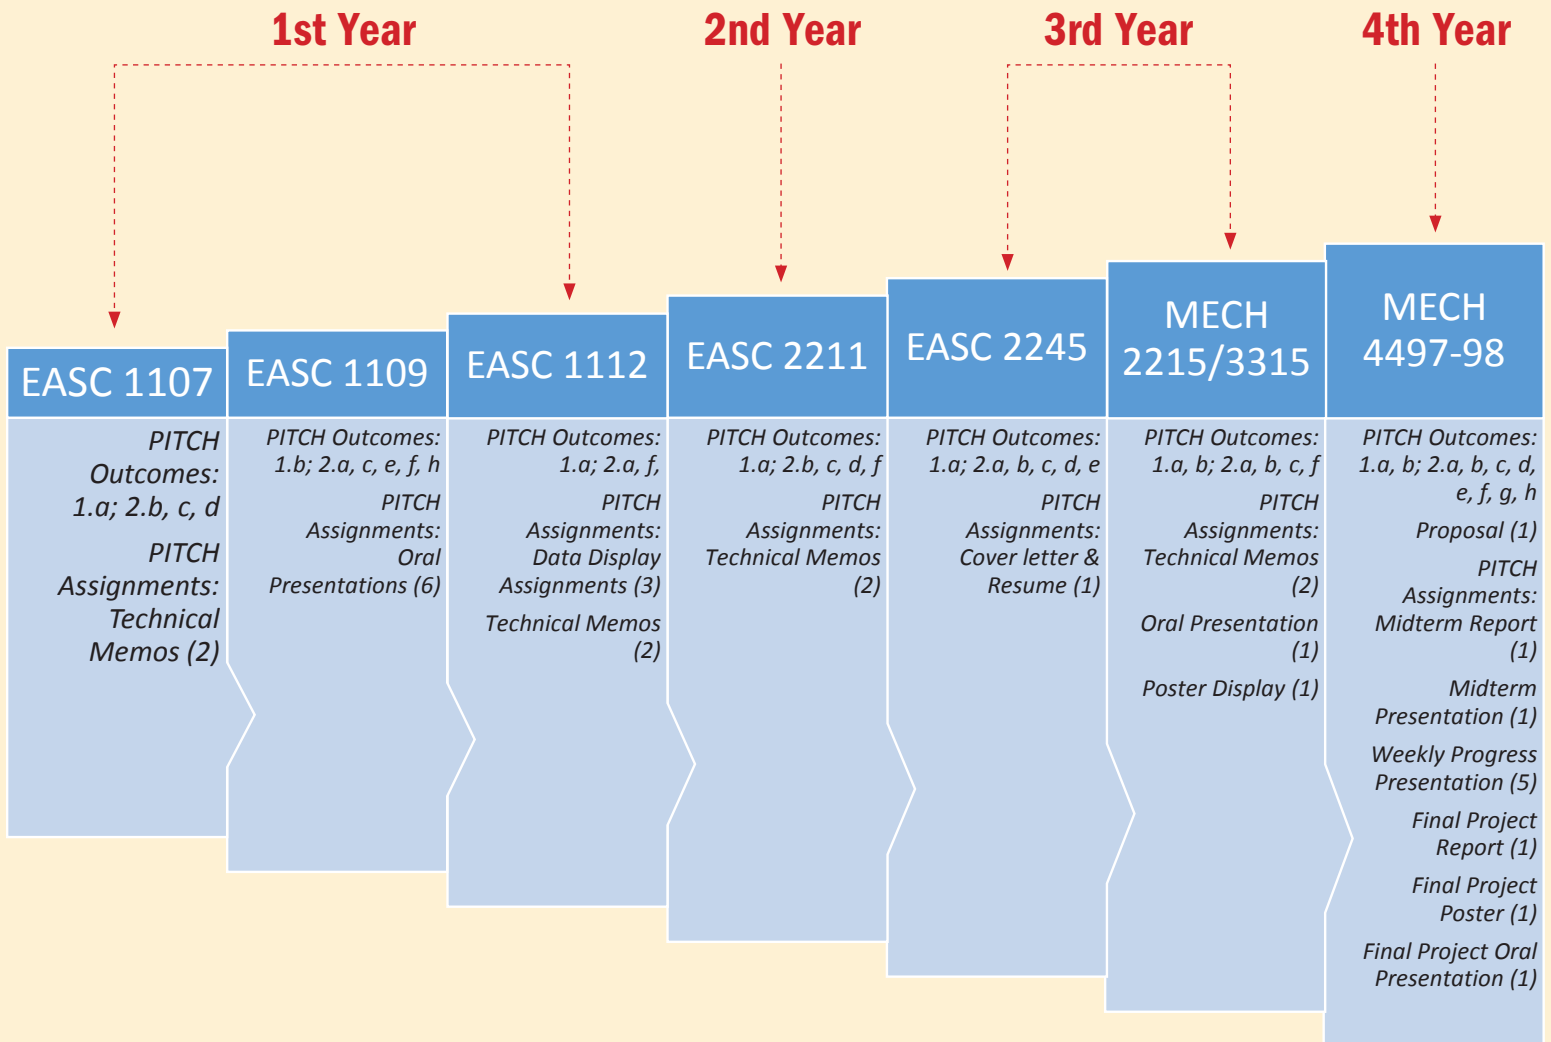 1st Year
2nd Year
3rd Year
4th Year
EASC 1107
PITCH
Outcomes:
1.a; 2.b, c, d
PITCH
Assignments:
Technical
Memos (2)
EASC 1109
PITCH Outcomes:
1.b; 2.a, c, e, f, h
PITCH
Assignments:
Oral
Presentations (6)
EASC 1112
PITCH Outcomes:
1.a; 2.a, f,
PITCH
Assignments:
Data Display
Assignments (3)
Technical Memos
(2)
EASC 2211
PITCH Outcomes:
1.a; 2.b, c, d, f
PITCH
Assignments:
Technical Memos
(2)
EASC 2245
PITCH Outcomes:
1.a; 2.a, b, c, d, e
PITCH
Assignments:
Cover letter &
Resume (1)
MECH
2215/3315
PITCH Outcomes:
1.a, b; 2.a, b, c, f
PITCH
Assignments:
Technical Memos
(2)
Oral Presentation
(1)
Poster Display (1)
MECH
4497-98
PITCH Outcomes:
1.a, b; 2.a, b, c, d,
e, f, g, h
Proposal (1)
PITCH
Assignments:
Midterm Report
(1)
Midterm
Presentation (1)
Weekly Progress
Presentation (5)
Final Project
Report (1)
Final Project
Poster (1)
Final Project Oral
Presentation (1)